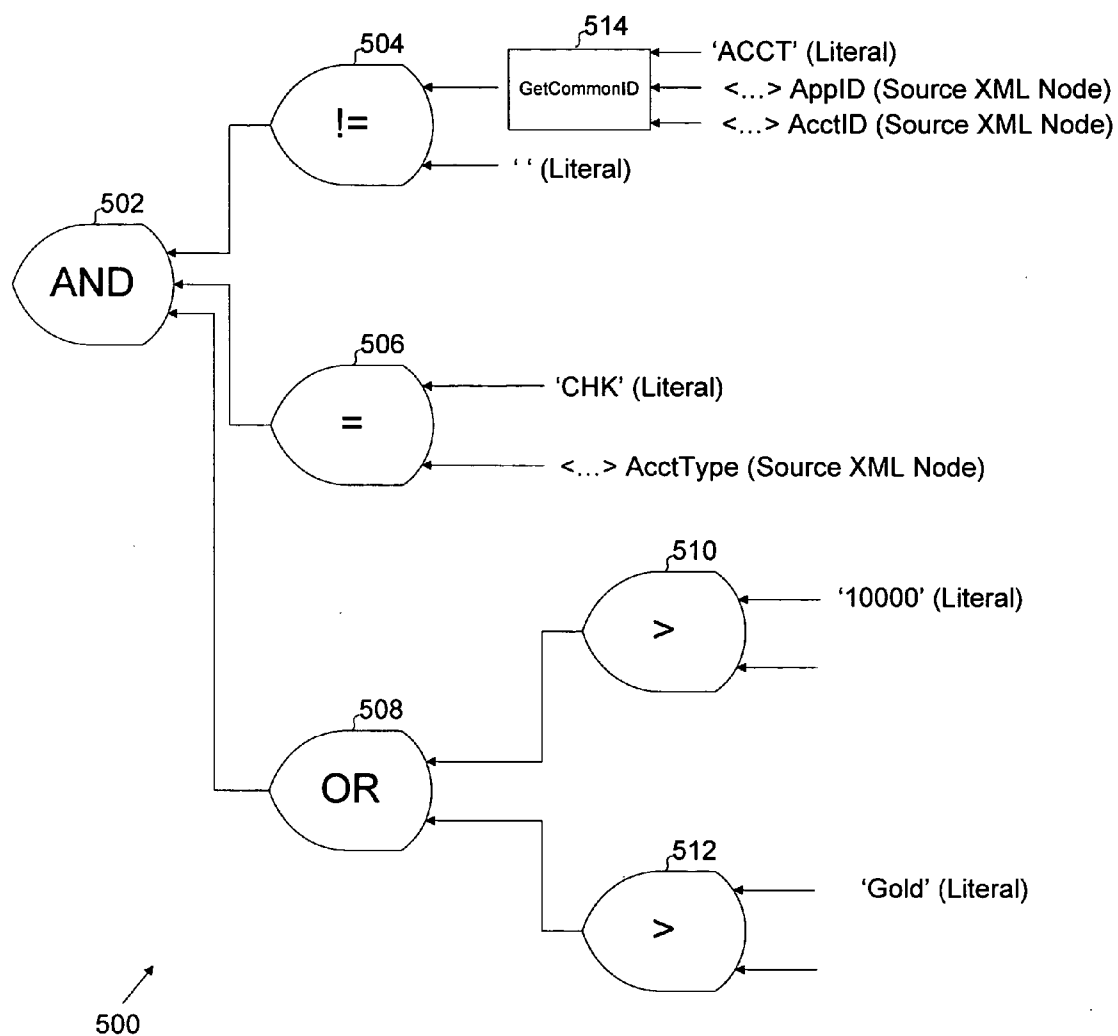 514
504
'ACCT' (Literal)
GetCommonID
<...> AppID (Source XML Node)
!=
<...> AcctID (Source XML Node)
' ' (Literal)
502
AND
506
'CHK' (Literal)
=
<...> AcctType (Source XML Node)
510
'10000' (Literal)
>
508
OR
512
'Gold' (Literal)
>
500